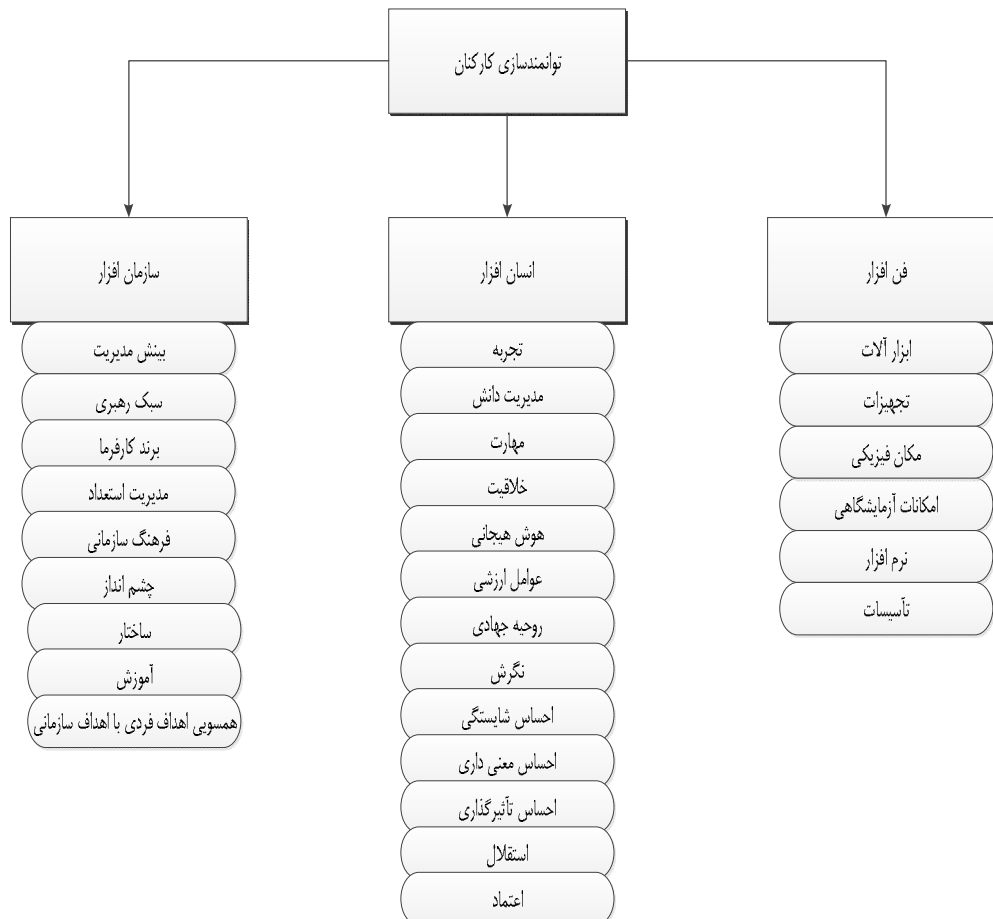 توانمندسازی کارکنان
فن افزار
ابزار آلات
تجهیزات
مکان فیزیکی
امکانات آزمایشگاهی
نرم افزار
تأسیسات
انسان افزار
تجربه
مدیریت دانش
مهارت
خلاقیت
هوش هیجانی
عوامل ارزشی
روحیه جهادی
نگرش
احساس شایستگی
احساس معنی داری
احساس تأثیرگذاری
استقلال
اعتماد
سازمان افزار
بینش مدیریت
سبک رهبری
برند کارفرما
مدیریت استعداد
فرهنگ سازمانی
چشم انداز
ساختار
آموزش
همسویی اهداف فردی با اهداف سازمانی